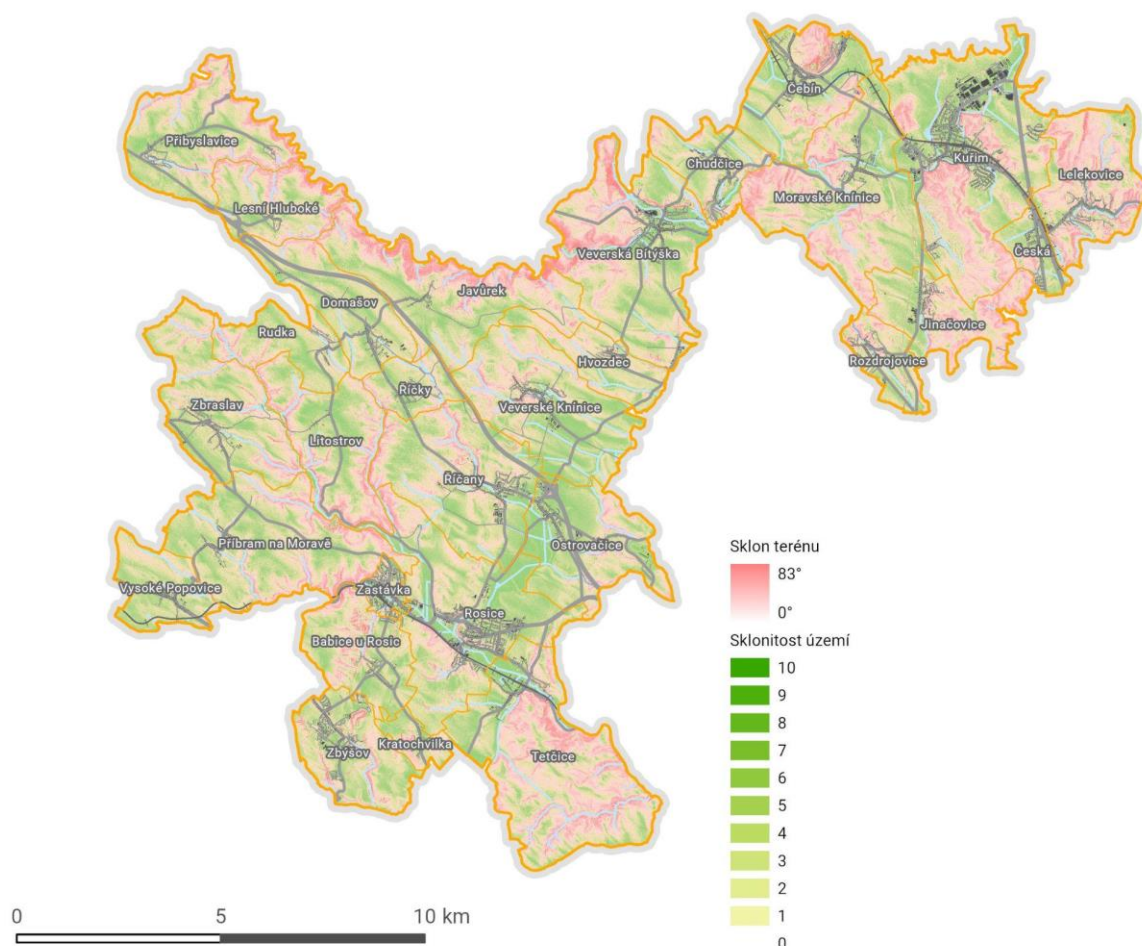 Čebín
Přibyslavice
Chudčice
Kuřim
Lelekovice
Moravské Knínice
Lesní Hluboké
Veverská Bítýška
Česká
Javůrek
Domašov
Jinačovice
Rudka
Hvozdec
Rozdrojovice
Říčky
Veverské Knínice
Zbraslav
Litostrov
Říčany
Příbram na Moravě
Ostrovačice
Vysoké Popovice
Zastávka
Rosice
Babice u Rosic
Zbýšov
Kratochvilka
Tetčice
Sklon terénu
83°
0°
Sklonitost území
10
9
8
7
6
5
4
3
2
1
0
0 5 10 km